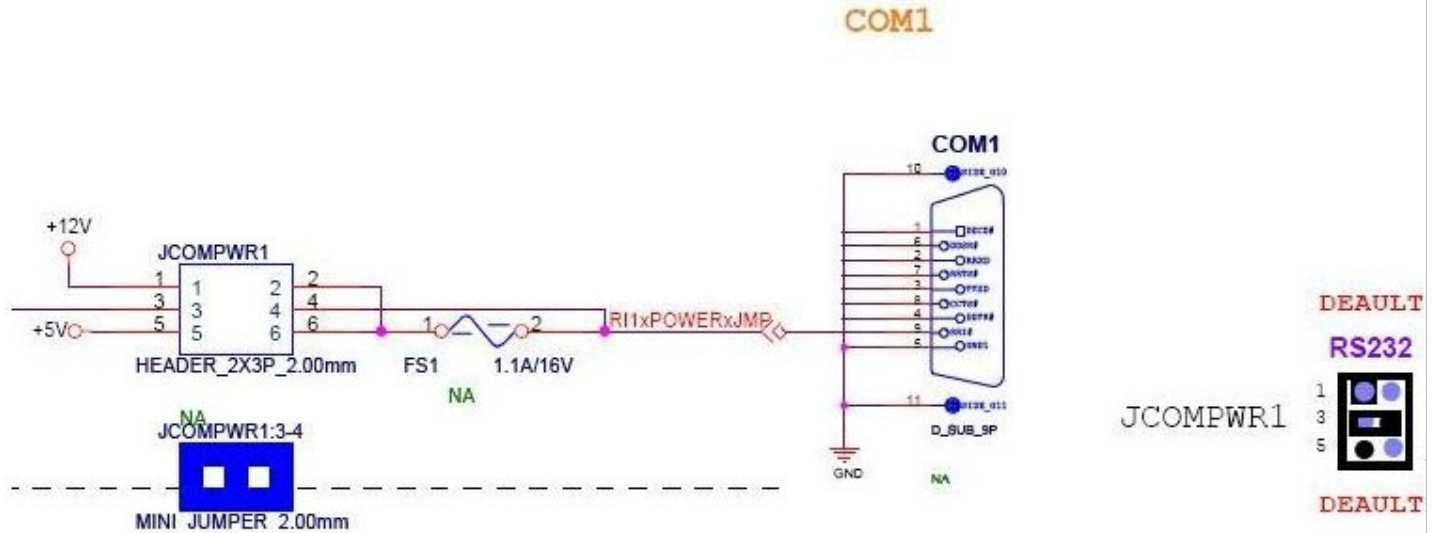 COM1
COM1
10
+12V
JCOMPWR1
1 1 2 2
3 3 4 4
+5V 5 5 6 6
HEADER_2X3P_2.00mm
1 2
FS1 1.1A/16V
NA
RI1xPOWERxJMP
1
6
2
7
3
8
4
9
5
11
D_SUB_9P
GND
NA
NA
JCOMPWR1:3-4
MINI JUMPER 2.00mm
DEAULT
RS232
JCOMPWR1
1
3
5
DEAULT